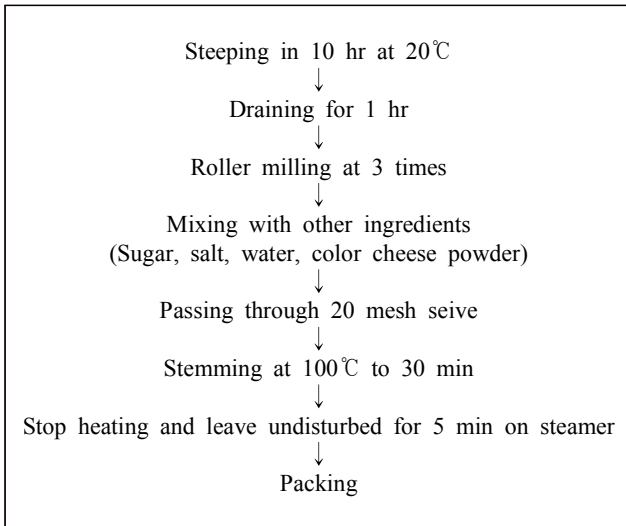 Steeping in 10 hr at 20℃
Draining for 1 hr
Roller milling at 3 times
Mixing with other ingredients
(Sugar, salt, water, color cheese powder)
Passing through 20 mesh seive
Stemming at 100℃ to 30 min
Stop heating and leave undisturbed for 5 min on steamer
Packing